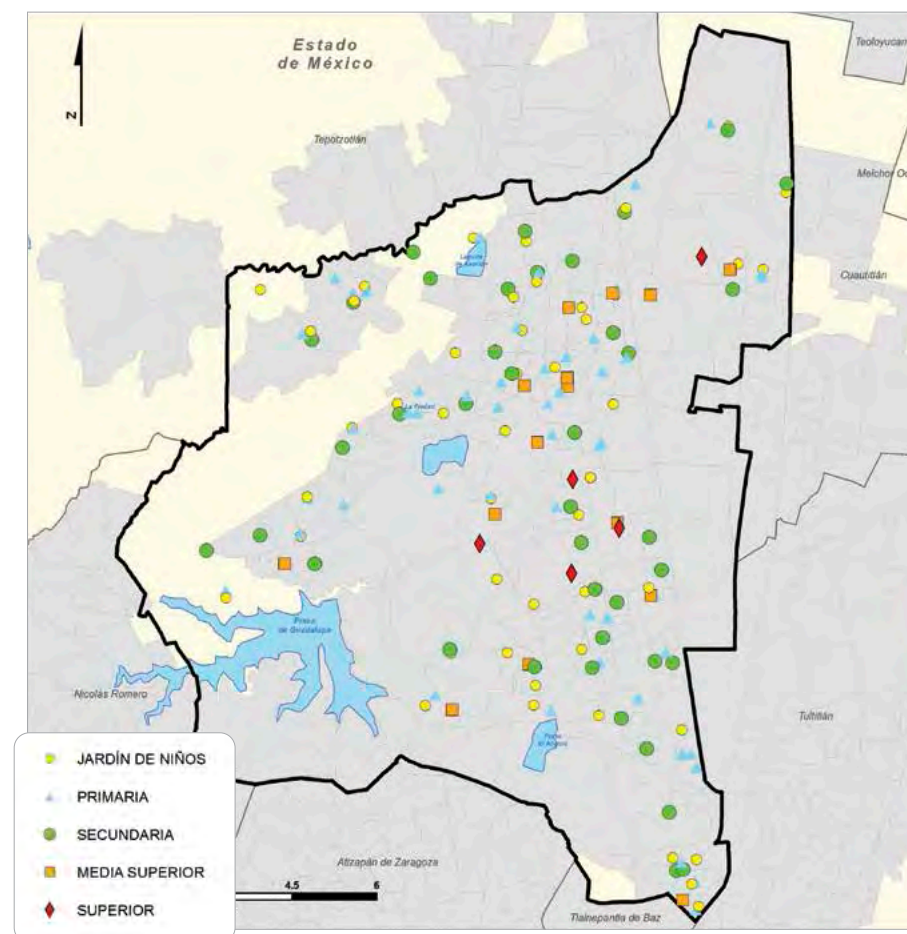 Estado
de México
Teoloyucan
N
Tepotzotlán
Melchor Oc
Cuautitlán
La Piedad
Presa
de Guadalupe
Nicolás Romero
Tultitlán
JARDÍN DE NIÑOS
PRIMARIA
SECUNDARIA
MEDIA SUPERIOR
SUPERIOR
Atizapán de Zaragoza
4.5
6
Tlalnepantla de Baz